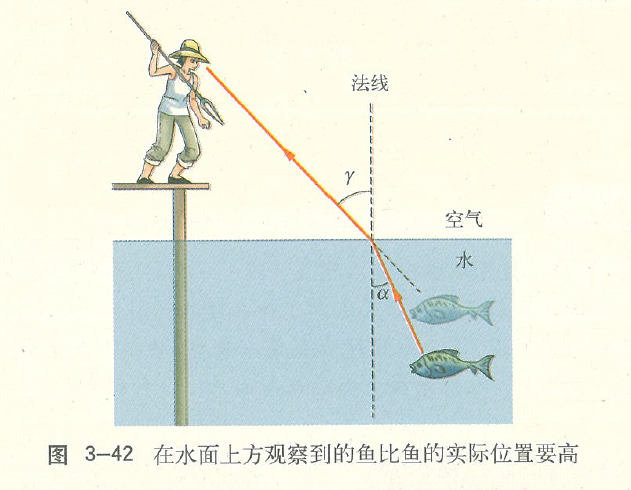 法线
γ
空气
水
α
图 3—42 在水面上方观察到的鱼比鱼的实际位置要高